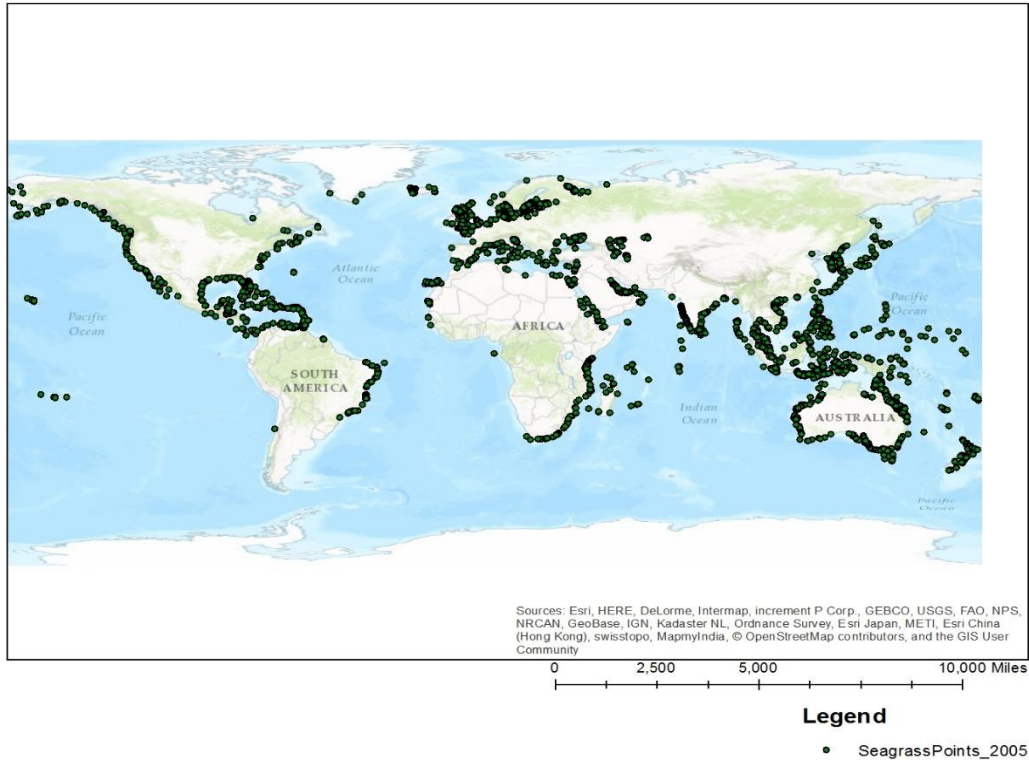 Atlantic
Ocean
Pacific
Ocean
Pacific
Ocean
AFRICA
SOUTH
AMERICA
Indian
Ocean
AUSTRALIA
Pacific
Ocean
Sources: Esri, HERE, DeLorme, Intermap, increment P Corp., GEBCO, USGS, FAO, NPS,
NRCAN, GeoBase, IGN, Kadaster NL, Ordnance Survey, Esri Japan, METI, Esri China
(Hong Kong), swisstopo, MapmyIndia, © OpenStreetMap contributors, and the GIS User
Community
0 2,500 5,000 10,000 Miles
Legend
SeagrassPoints_2005